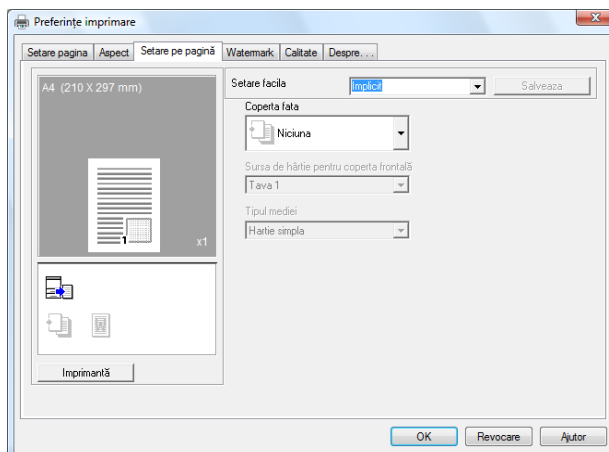 Preferințe imprimare
Setare pagina Aspect Setare pe pagină Watermark Calitate Despre. . .
A4 (210 X 297 mm)
1
x1
Imprimantă
Setare facila Implicit Salveaza
Coperta fata
Niciuna
Sursa de hârtie pentru coperta frontală
Tava 1
Tipul mediei
Hartie simpla
OK Revocare Ajutor